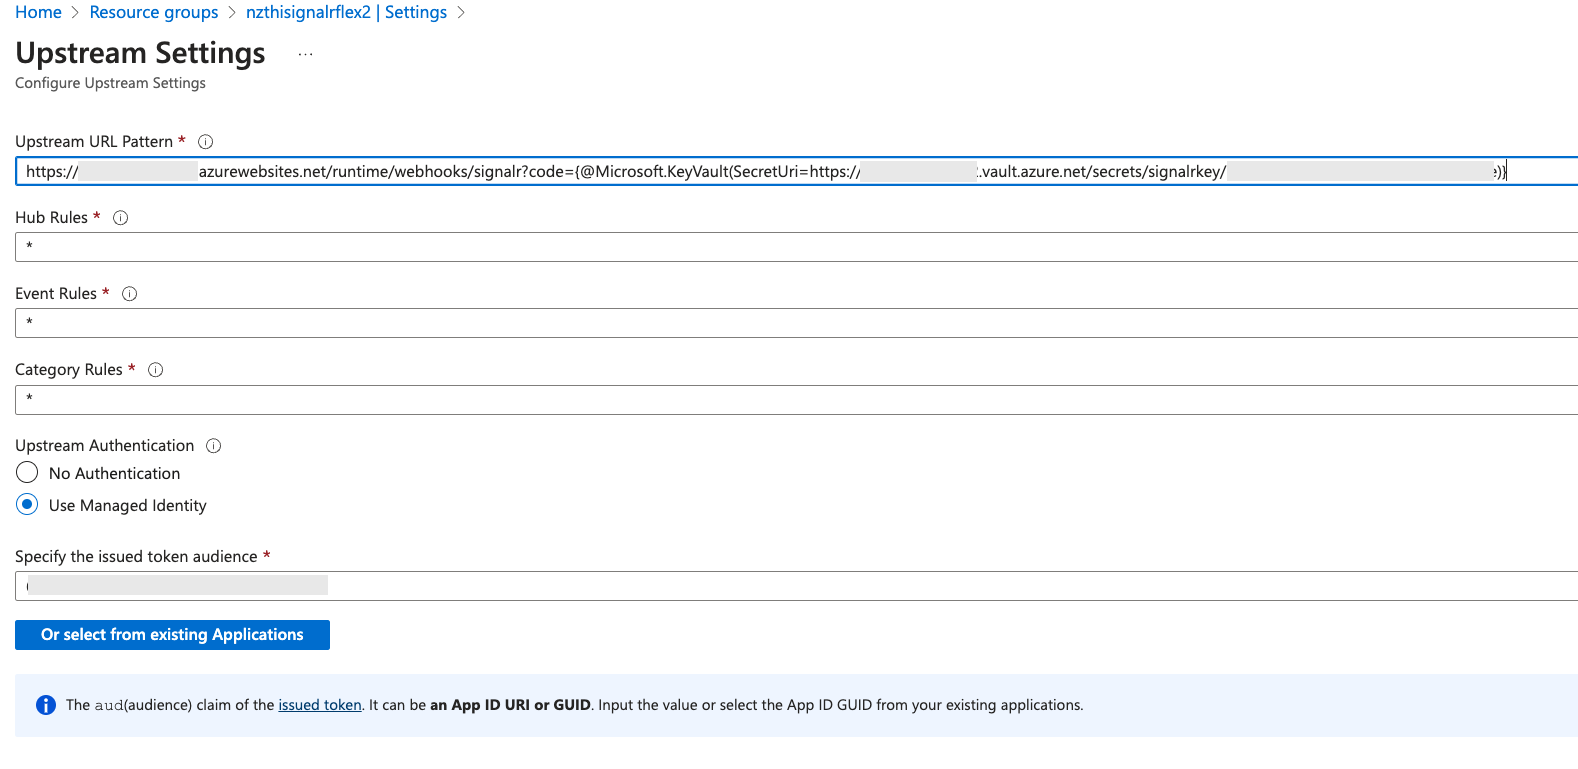 Home > Resource groups > nzthisignalrflex2 | Settings >
Upstream Settings ...
Configure Upstream Settings
Upstream URL Pattern *
https:// azurewebsites.net/runtime/webhooks/signalr?code={@Microsoft.KeyVault(SecretUri=https:// .vault.azure.net/secrets/signalrkey/ )}
Hub Rules *
*
Event Rules *
*
Category Rules *
*
Upstream Authentication
No Authentication
Use Managed Identity
Specify the issued token audience *
Or select from existing Applications
The aud(audience) claim of the issued token. It can be an App ID URI or GUID. Input the value or select the App ID GUID from your existing applications.